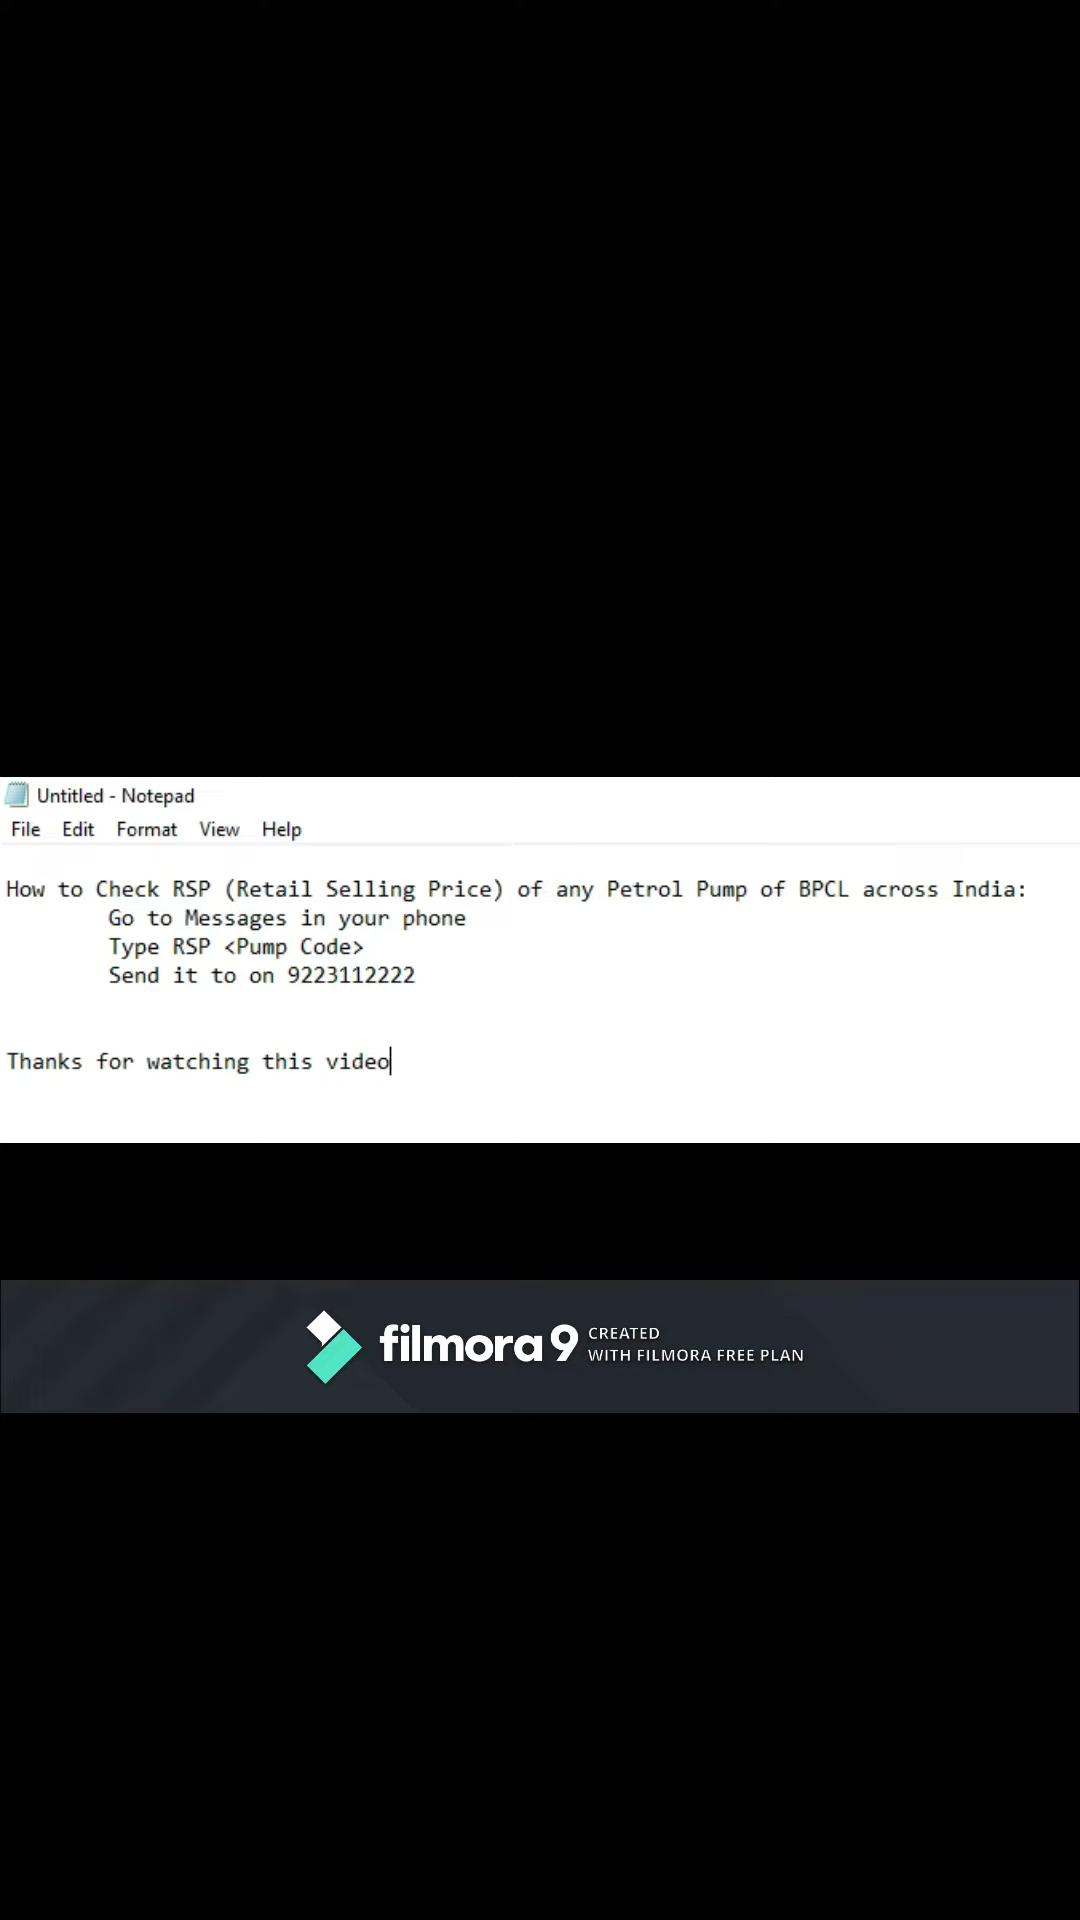 Untitled - Notepad
File Edit Format View Help
How to Check RSP (Retail Selling Price) of any Petrol Pump of BPCL across India:
Go to Messages in your phone
Type RSP <Pump Code>
Send it to on 9223112222
Thanks for watching this video
filmora9 CREATED
WITH FILMORA FREE PLAN